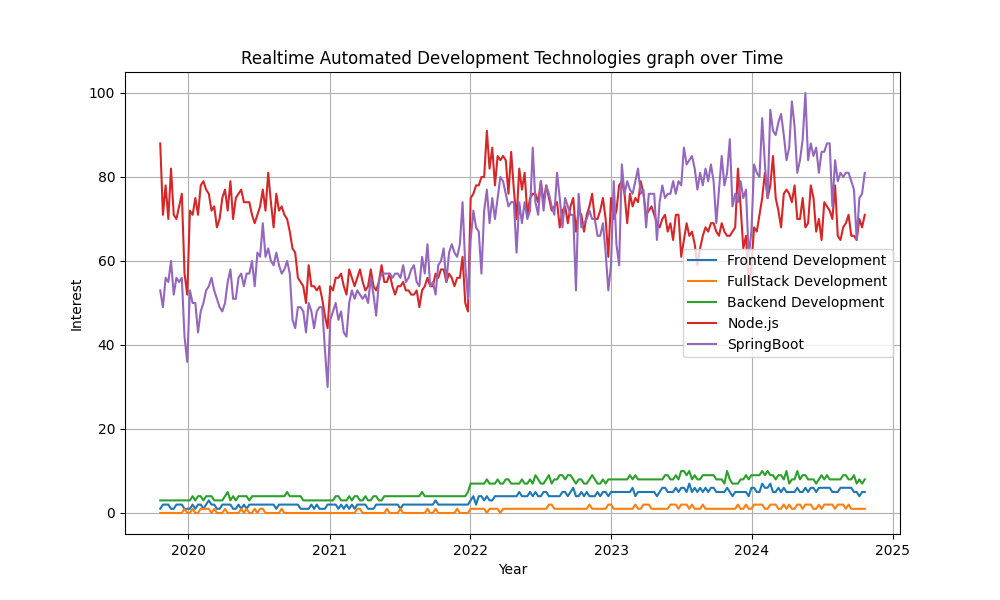 Realtime Automated Development Technologies graph over Time
Interest
100
80
60
40
20
0
Frontend Development
FullStack Development
Backend Development
Node.js
SpringBoot
2020
2021
2022
2023
2024
2025
Year